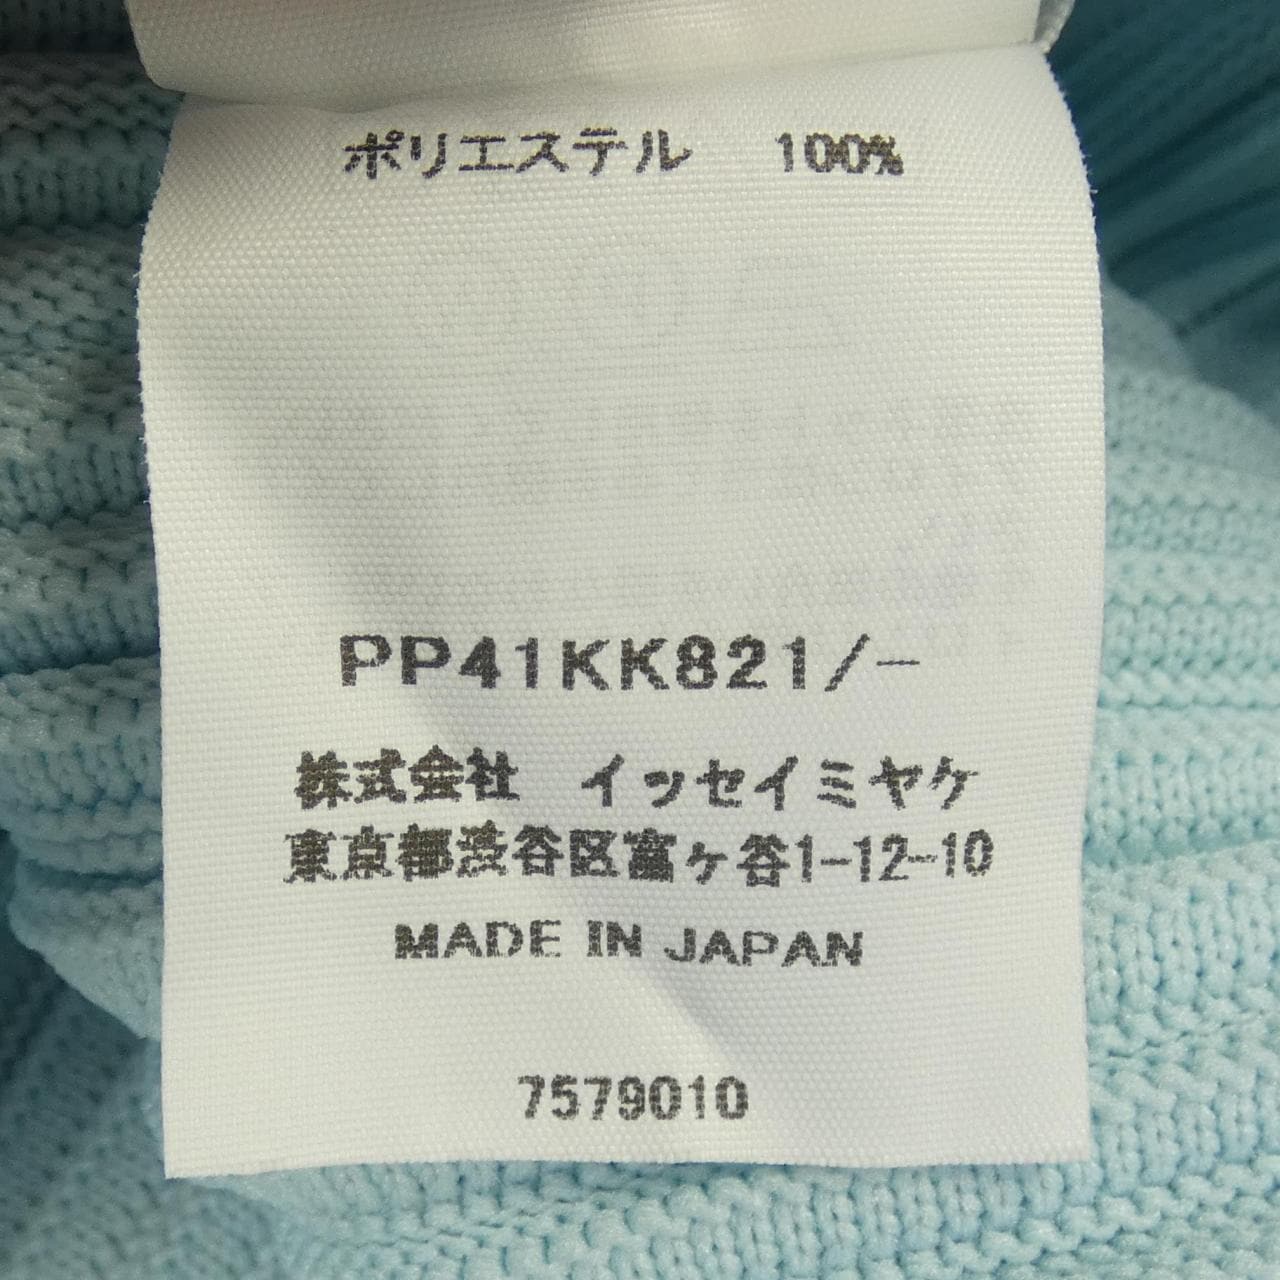 ポリエステル 100%
PP41KK821/-
株式会社 イッセイミヤケ
東京都渋谷区富ヶ谷1-12-10
MADE IN JAPAN
7579010